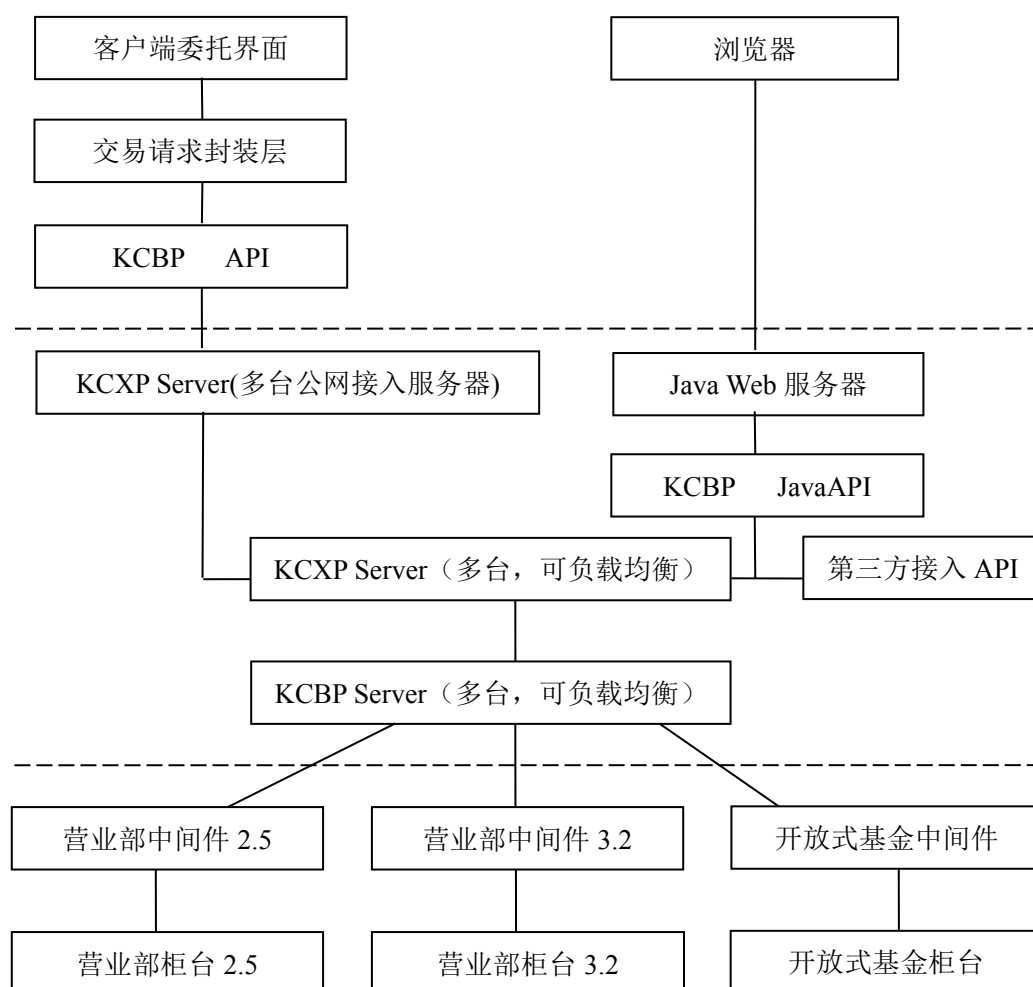 客户端委托界面
浏览器
交易请求封装层
KCBP API
KCXP Server(多台公网接入服务器)
Java Web 服务器
KCBP JavaAPI
KCXP Server（多台，可负载均衡）
第三方接入 API
KCBP Server（多台，可负载均衡）
营业部中间件 2.5
营业部中间件 3.2
开放式基金中间件
营业部柜台 2.5
营业部柜台 3.2
开放式基金柜台